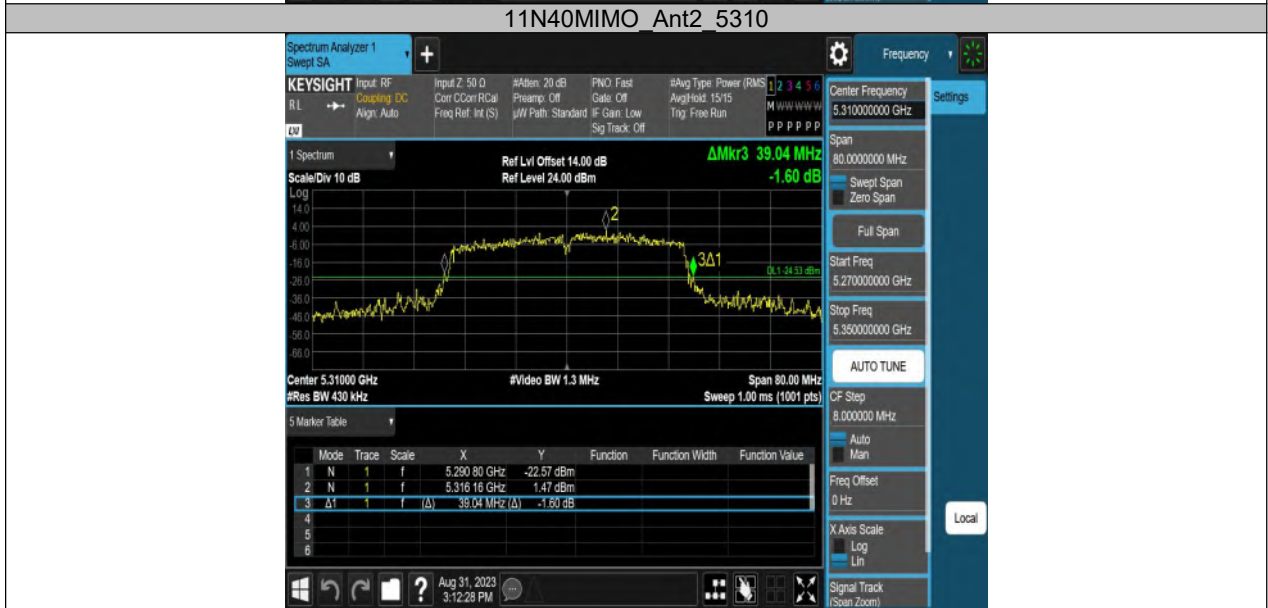 11N40MIMO_Ant2_5310
Spectrum Analyzer 1
Swept SA
+
Frequency
KEYSIGHT
RL
LXI
Input: RF
Coupling: DC
Align: Auto
Input Z: 50 Ω
Corr CCorr RCal
Freq Ref: Int (S)
#Atten: 20 dB
Preamp: Off
µW Path: Standard
PNO: Fast
Gate: Off
IF Gain: Low
Sig Track: Off
#Avg Type: Power (RMS
Avg|Hold: 15/15
Trig: Free Run
1 2 3 4 5 6
M W W W W W
P P P P P P
1 Spectrum
Scale/Div 10 dB
Ref Lvl Offset 14.00 dB
Ref Level 24.00 dBm
ΔMkr3 39.04 MHz
-1.60 dB
Log
14.0
4.00
-6.00
-16.0
-26.0
-36.0
-46.0
-56.0
-66.0
2
3Δ1
DL1 -24.53 dBm
Center 5.31000 GHz
#Res BW 430 kHz
#Video BW 1.3 MHz
Span 80.00 MHz
Sweep 1.00 ms (1001 pts)
5 Marker Table
Mode Trace Scale X Y Function Function Width Function Value
1 N 1 f 5.290 80 GHz -22.57 dBm
2 N 1 f 5.316 16 GHz 1.47 dBm
3 Δ1 1 f (Δ) 39.04 MHz (Δ) -1.60 dB
4
5
6
?
Aug 31, 2023
3:12:28 PM
Center Frequency
5.310000000 GHz
Settings
Span
80.0000000 MHz
Swept Span
Zero Span
Full Span
Start Freq
5.270000000 GHz
Stop Freq
5.350000000 GHz
AUTO TUNE
CF Step
8.000000 MHz
Auto
Man
Freq Offset
0 Hz
X Axis Scale
Log
Lin
Local
Signal Track
(Span Zoom)